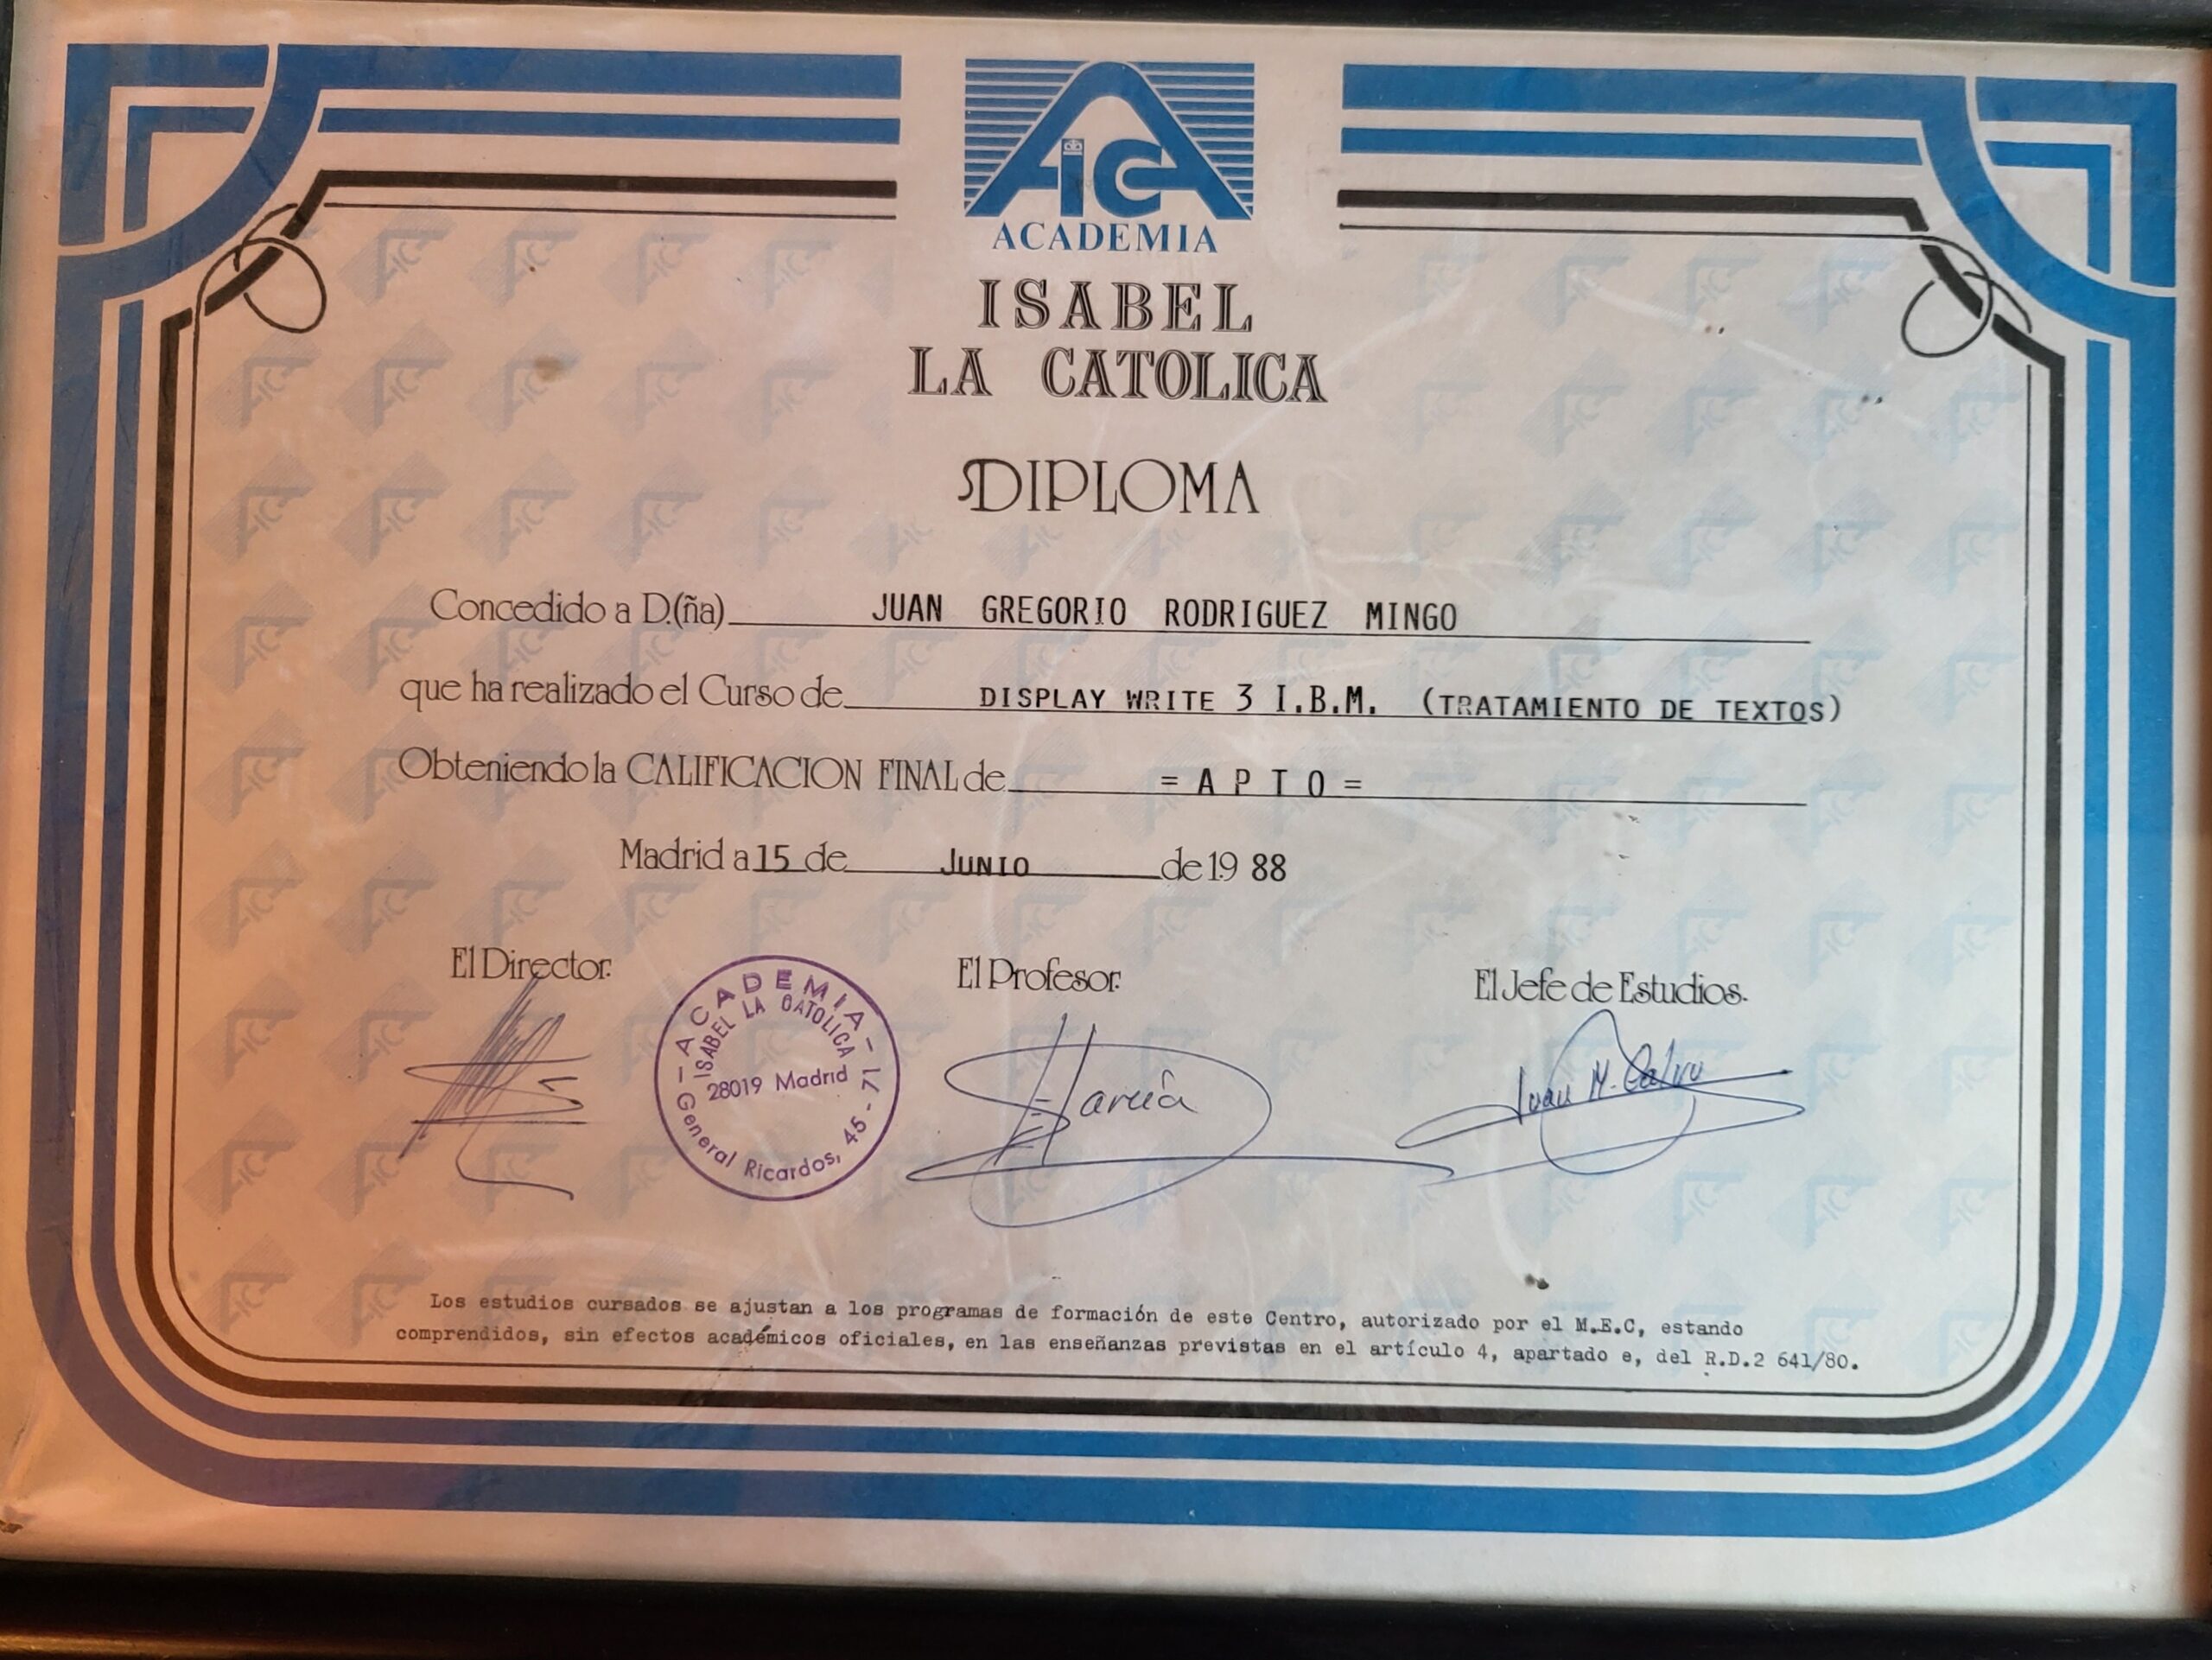 AICA
ACADEMIA
ISABEL
LA CATOLICA
DIPLOMA
Concedido a D.(ña) JUAN GREGORIO RODRIGUEZ MINGO
que ha realizado el Curso de DISPLAY WRITE 3 I.B.M. (TRATAMIENTO DE TEXTOS)
Obteniendo la CALIFICACION FINAL de = A P T O =
Madrid a 15 de JUNIO de 19 88
El Director.
El Profesor.
El Jefe de Estudios.
- ACADEMIA -
ISABEL LA CATOLICA
28019 Madrid
General Ricardos, 45 - 71
García
Juan M. Calvo
Los estudios cursados se ajustan a los programas de formación de este Centro, autorizado por el M.E.C, estando
comprendidos, sin efectos académicos oficiales, en las enseñanzas previstas en el artículo 4, apartado e, del R.D.2 641/80.